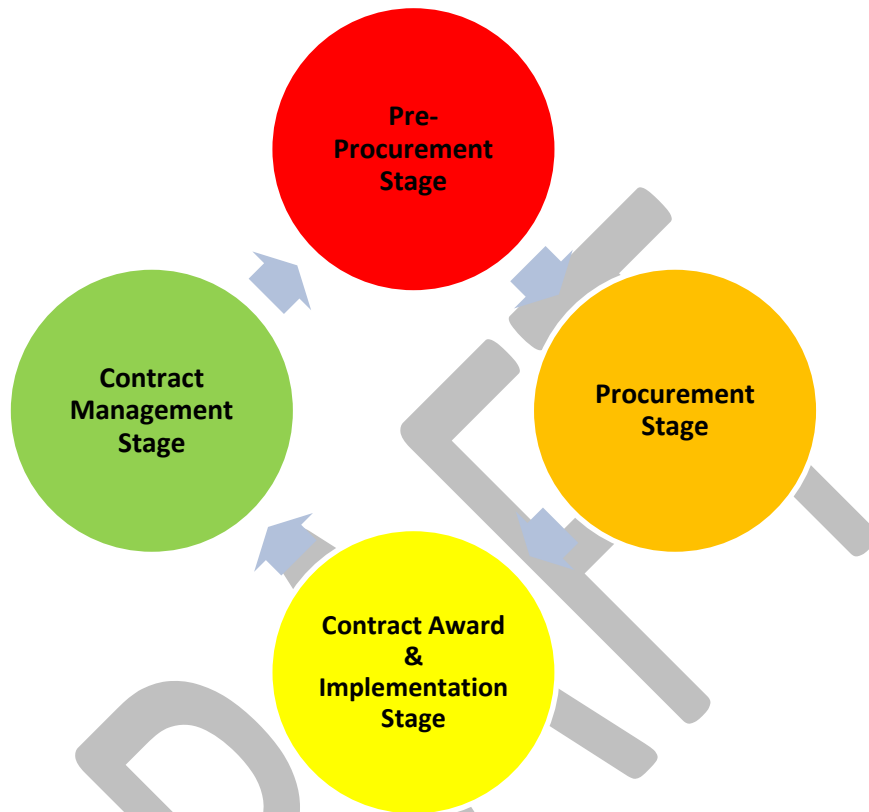 Pre-
Procurement
Stage
Procurement
Stage
Contract Award
&
Implementation
Stage
Contract
Management
Stage